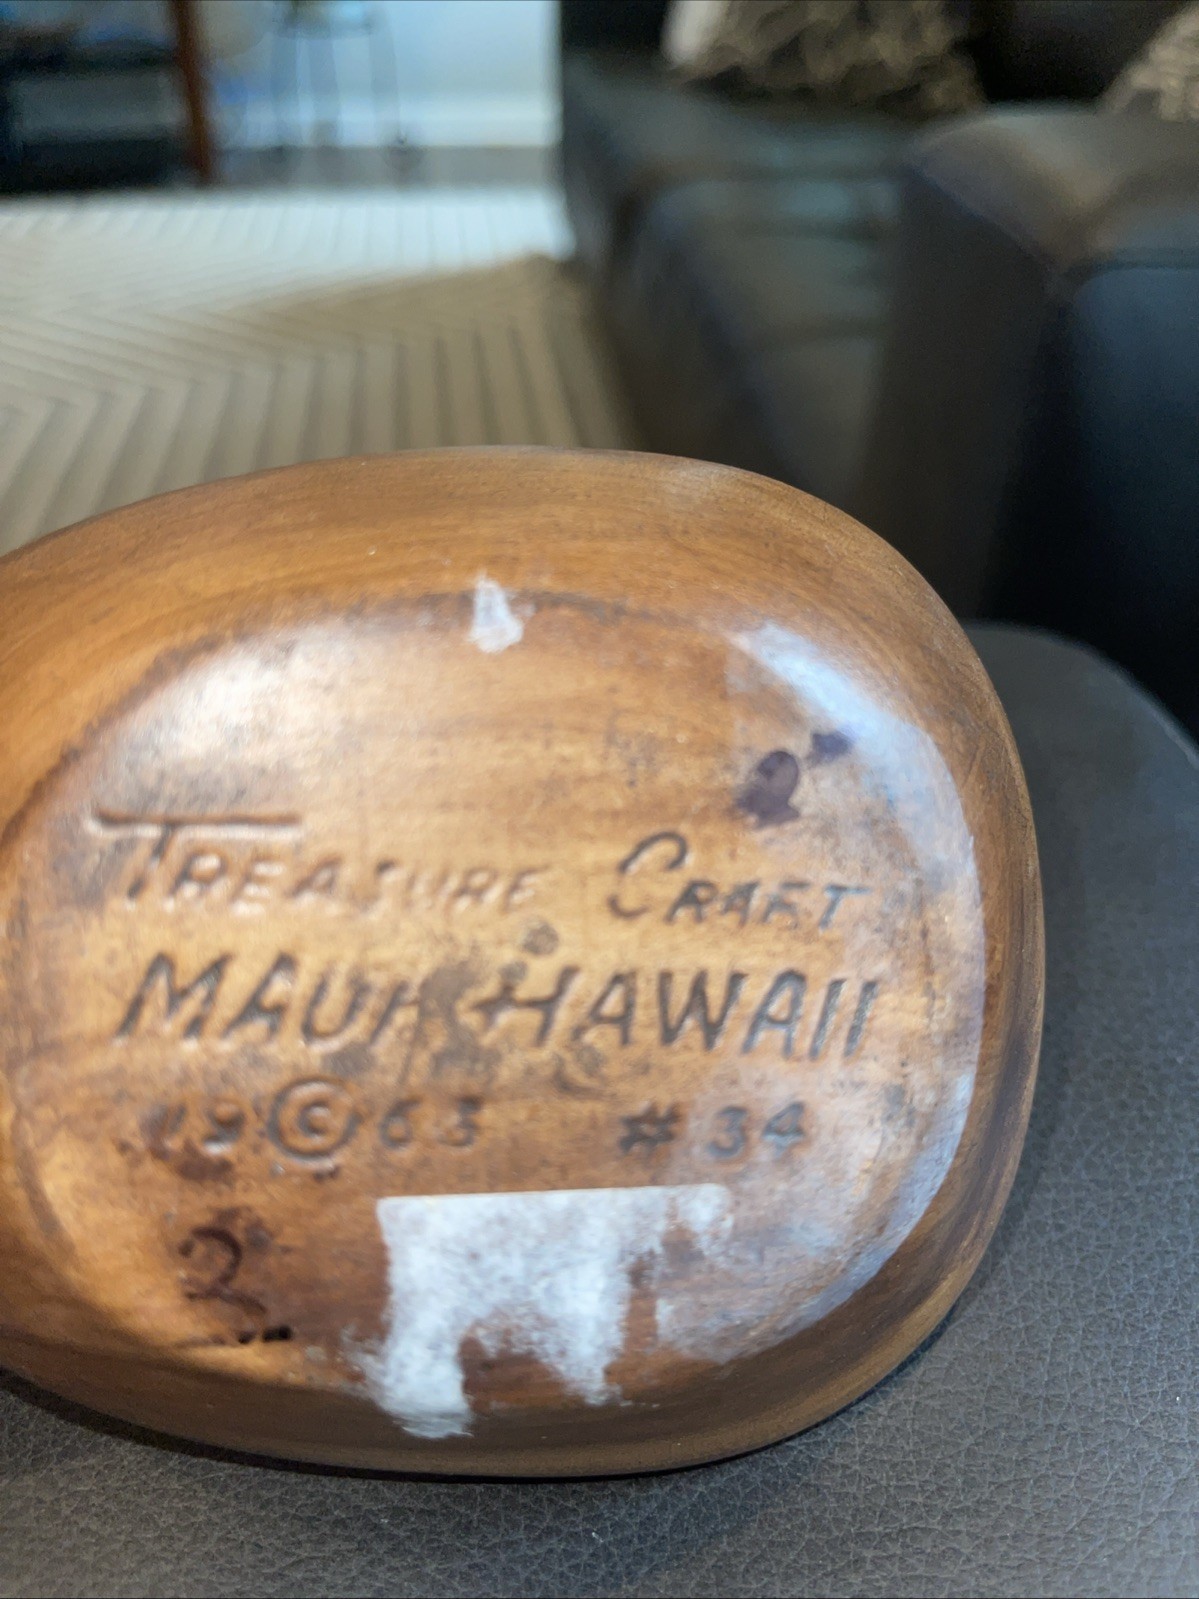 TREASURE CRAFT
MAUI HAWAII
19©63 #34
2